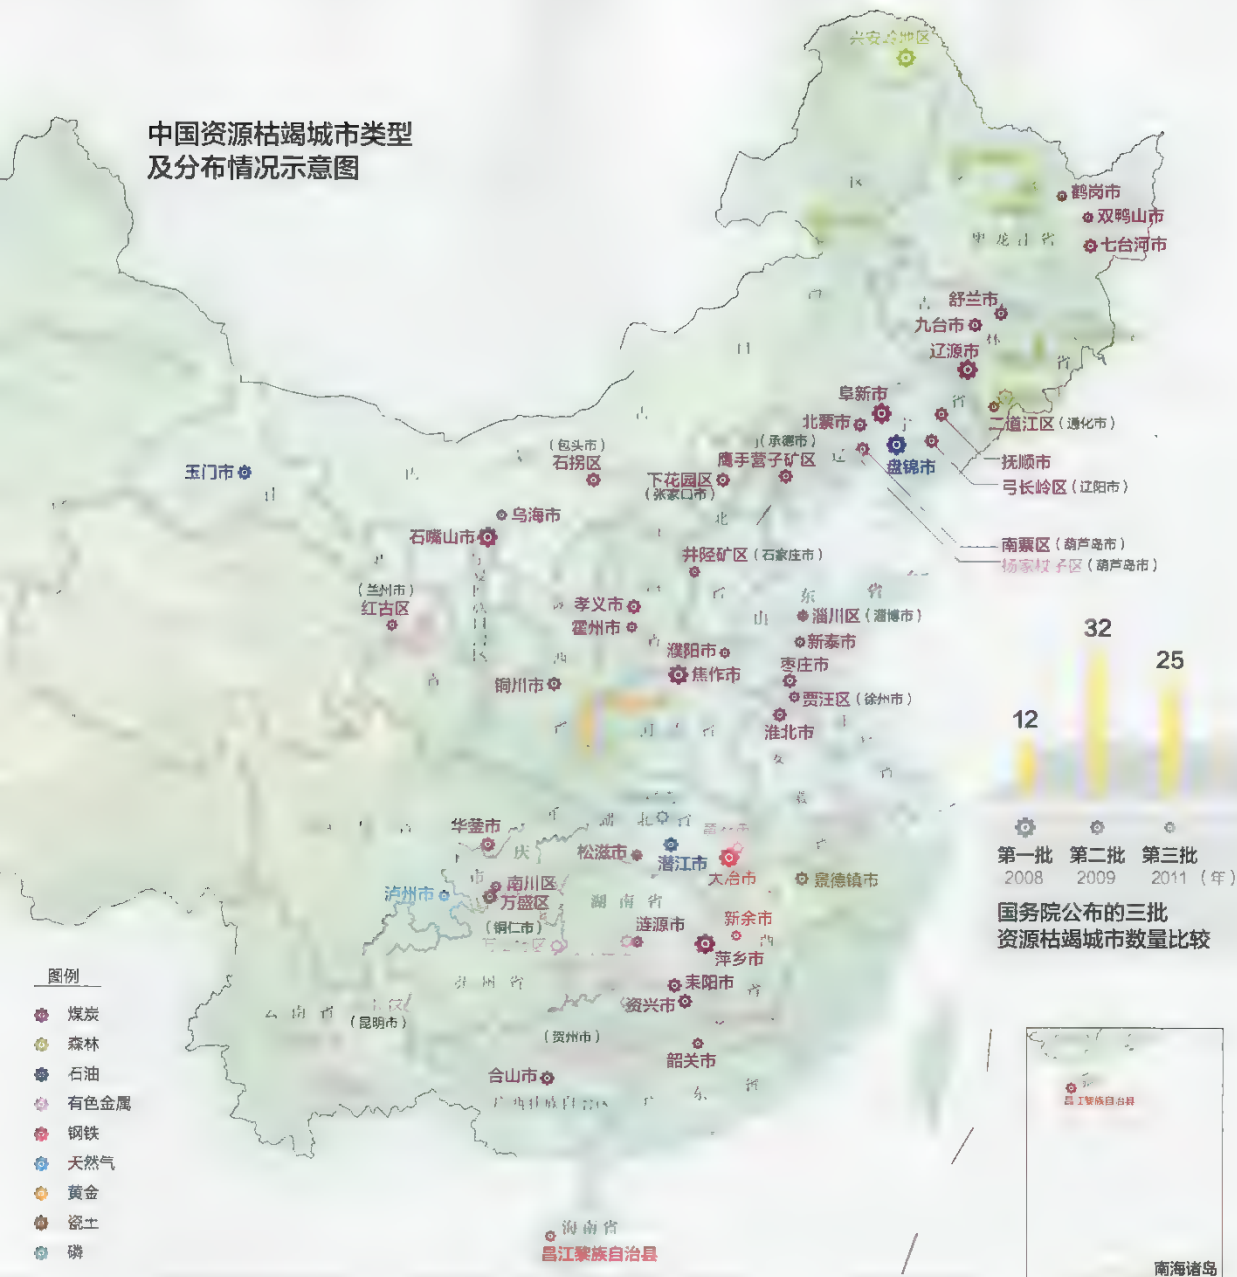 中国资源枯竭城市类型
及分布情况示意图
鹤岗市
双鸭山市
七台河市
舒兰市
九台市
辽源市
阜新市
北票市
二道江区（通化市）
盘锦市
抚顺市
弓长岭区（辽阳市）
南票区（葫芦岛市）
杨家杖子区（葫芦岛市）
（承德市）
鹰手营子矿区
下花园区
（张家口市）
（包头市）
石拐区
玉门市
乌海市
石嘴山市
井陉矿区（石家庄市）
（兰州市）
红古区
孝义市
霍州市
淄川区（淄博市）
新泰市
濮阳市
焦作市
枣庄市
贾汪区（徐州市）
铜川市
淮北市
华蓥市
松滋市
潜江市
大冶市
景德镇市
南川区
万盛区
泸州市
湖南省
（铜仁市）
涟源市
新余市
萍乡市
耒阳市
资兴市
云南省
（昆明市）
（贺州市）
韶关市
合山市
海南省
昌江黎族自治县
12
32
25
第一批 第二批 第三批
2008 2009 2011（年）
国务院公布的三批
资源枯竭城市数量比较
图例
煤炭
森林
石油
有色金属
钢铁
天然气
黄金
瓷土
磷
昌江黎族自治县
南海诸岛